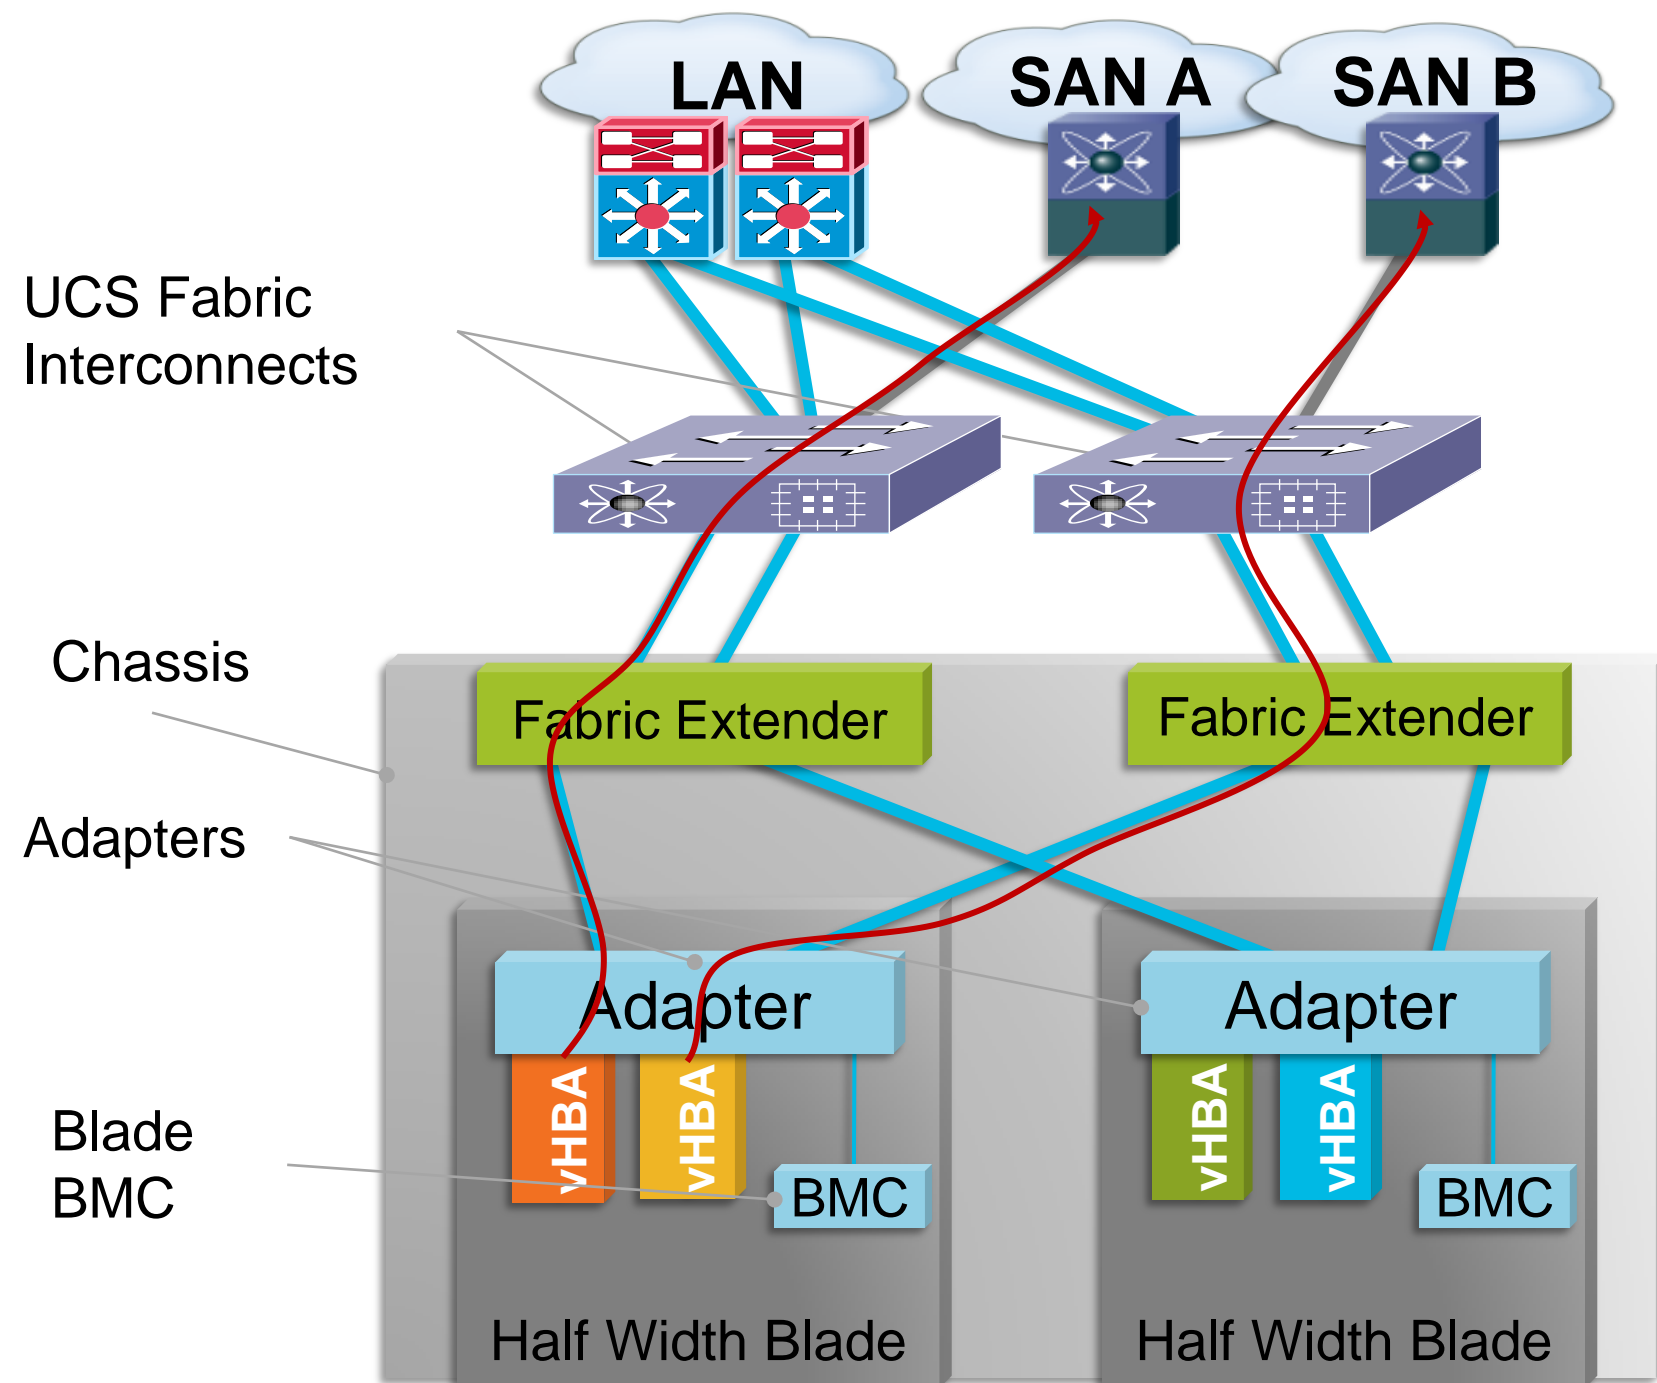 LAN
SAN A
SAN B
UCS Fabric
Interconnects
Chassis
Fabric Extender
Fabric Extender
Adapters
Adapter
Adapter
vHBA
vHBA
vHBA
vHBA
Blade
BMC
BMC
BMC
Half Width Blade
Half Width Blade